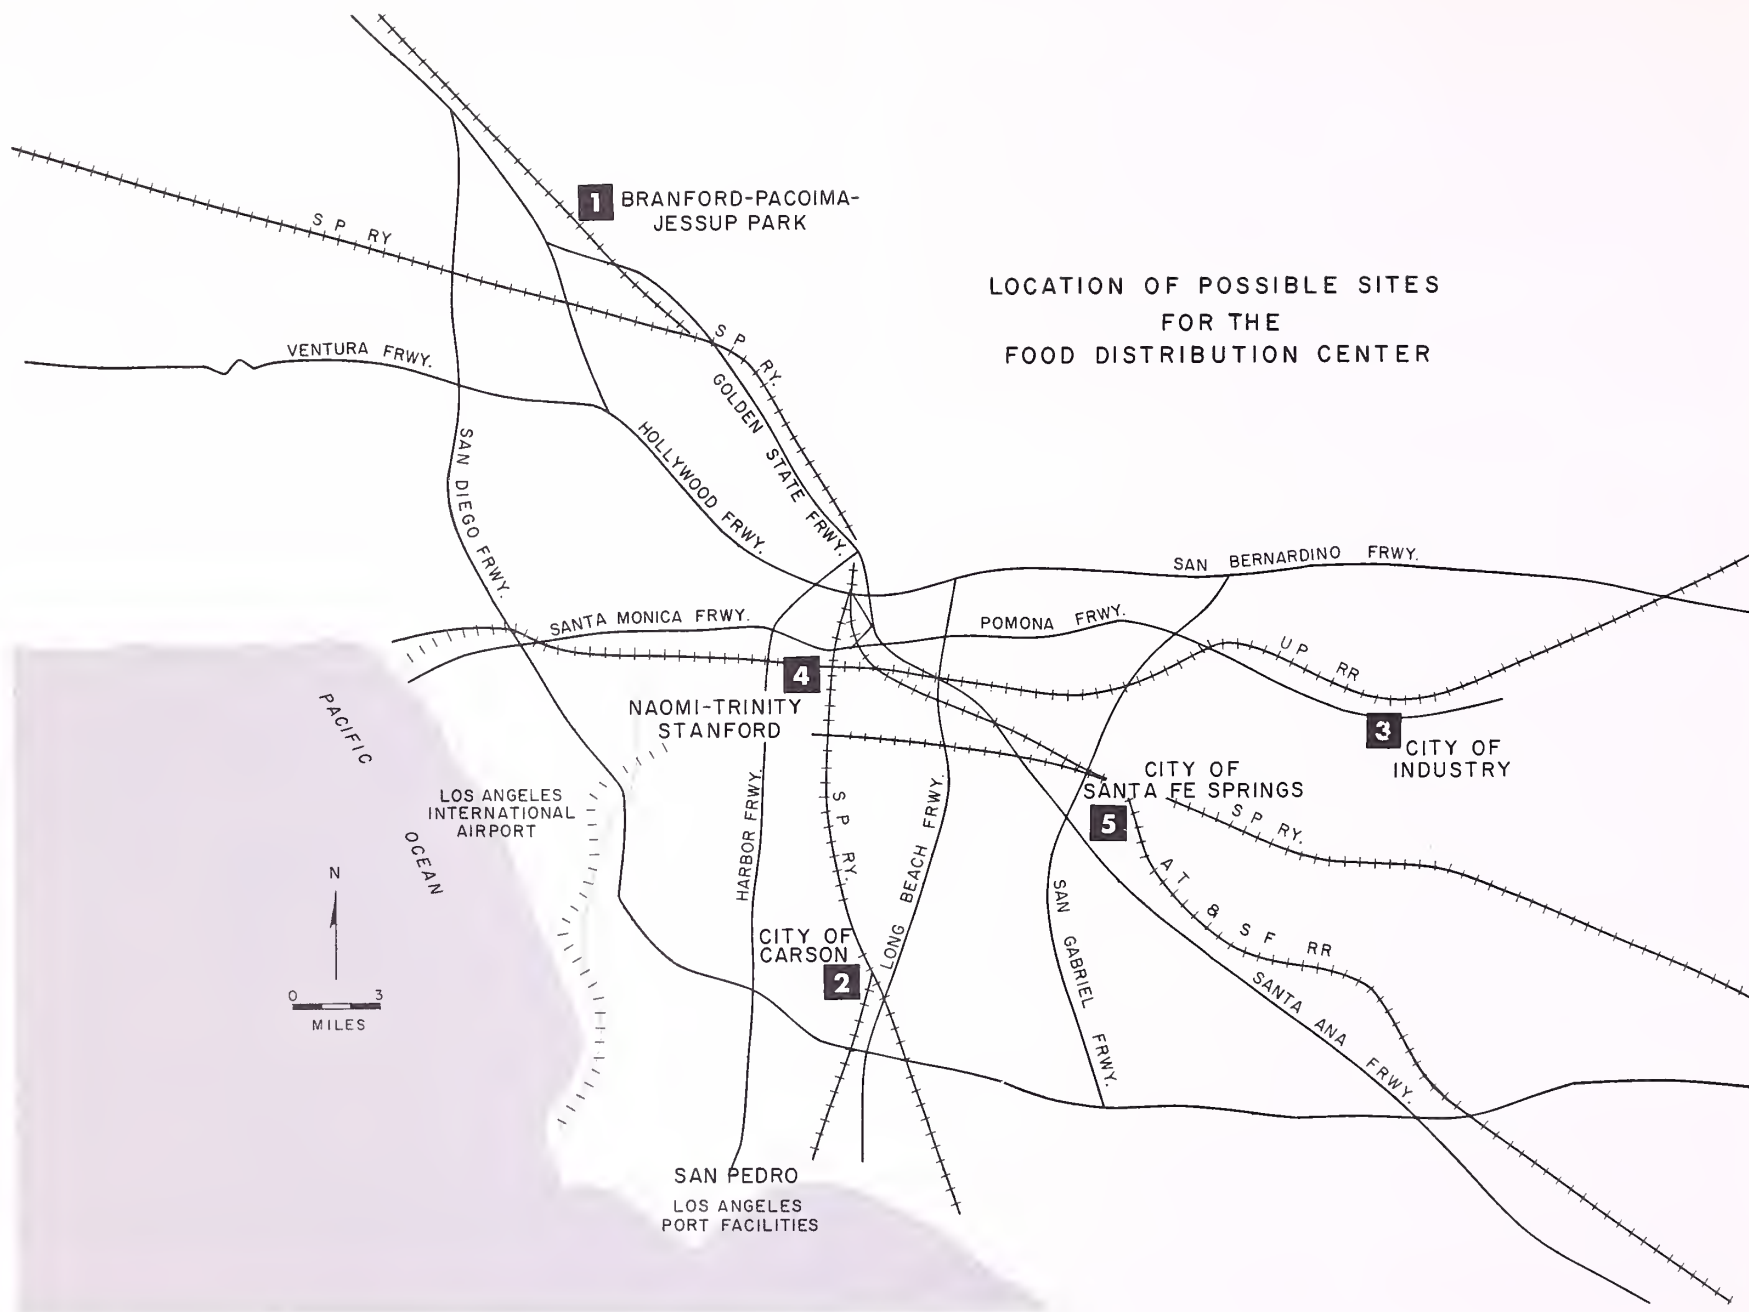 1 BRANFORD-PACOIMA-
JESSUP PARK
S P RY
LOCATION OF POSSIBLE SITES
FOR THE
FOOD DISTRIBUTION CENTER
VENTURA FRWY.
S P RY.
GOLDEN STATE FRWY.
HOLLYWOOD FRWY.
SAN DIEGO FRWY.
SAN BERNARDINO FRWY.
SANTA MONICA FRWY.
POMONA FRWY.
UP RR
4
NAOMI-TRINITY
STANFORD
PACIFIC
OCEAN
3
CITY OF
INDUSTRY
CITY OF
SANTA FE SPRINGS
5
S P RY.
LOS ANGELES
INTERNATIONAL
AIRPORT
HARBOR FRWY.
S P RY.
LONG BEACH FRWY.
A T & S F RR
SAN GABRIEL FRWY.
SANTA ANA FRWY.
N
0 3
MILES
CITY OF
CARSON
2
SAN PEDRO
LOS ANGELES
PORT FACILITIES